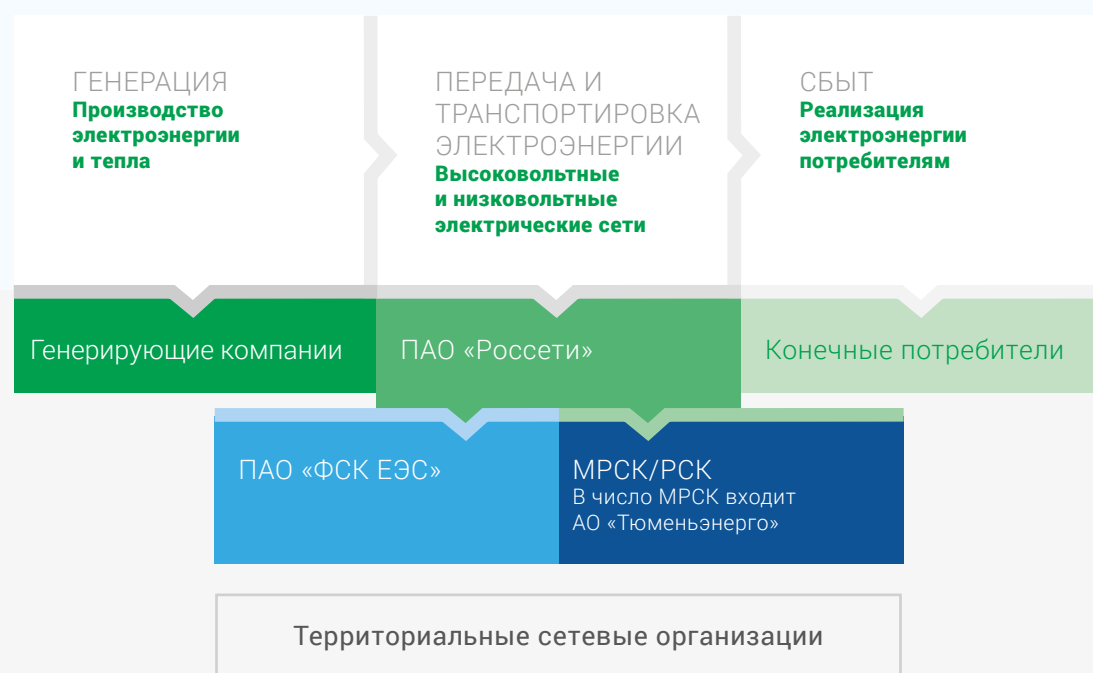 ГЕНЕРАЦИЯ
Производство
электроэнергии
и тепла
ПЕРЕДАЧА И
ТРАНСПОРТИРОВКА
ЭЛЕКТРОЭНЕРГИИ
Высоковольтные
и низковольтные
электрические сети
СБЫТ
Реализация
электроэнергии
потребителям
Генерирующие компании
ПАО «Россети»
Конечные потребители
ПАО «ФСК ЕЭС»
МРСК/РСК
В число МРСК входит
АО «Тюменьэнерго»
Территориальные сетевые организации